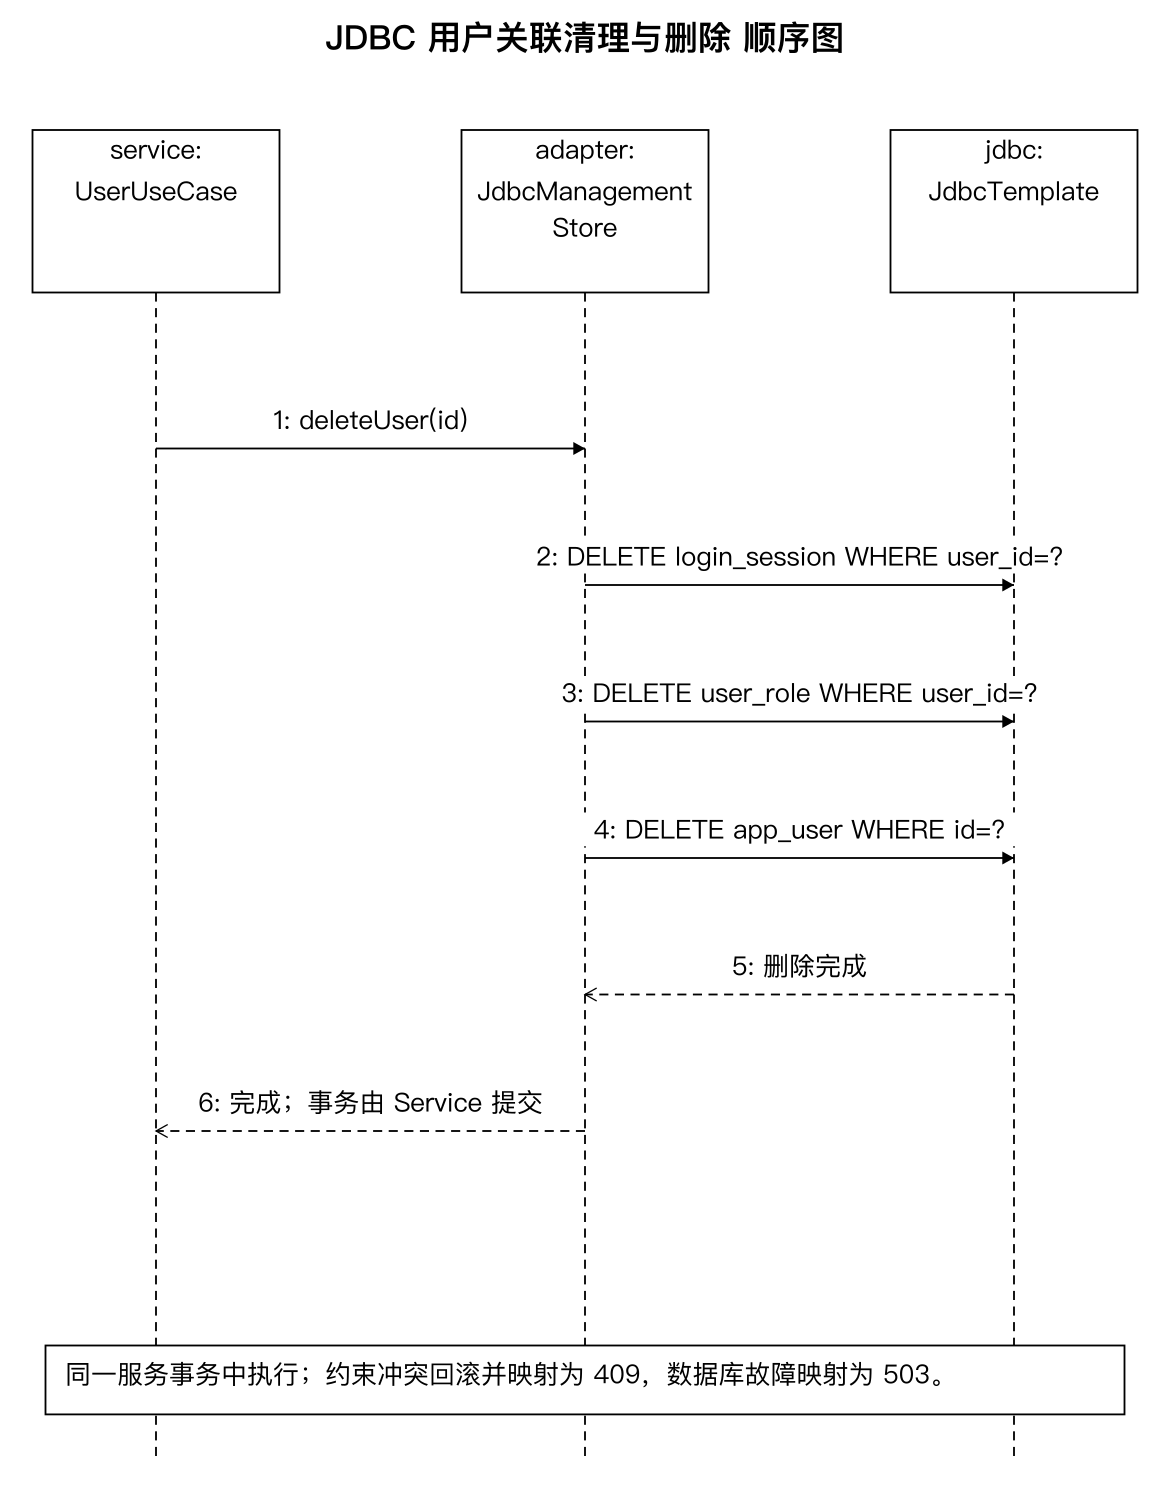 JDBC 用户关联清理与删除 顺序图
service:
UserUseCase
adapter:
JdbcManagement
Store
jdbc:
JdbcTemplate
1: deleteUser(id)
2: DELETE login_session WHERE user_id=?
3: DELETE user_role WHERE user_id=?
4: DELETE app_user WHERE id=?
5: 删除完成
6: 完成；事务由 Service 提交
同一服务事务中执行；约束冲突回滚并映射为 409，数据库故障映射为 503。